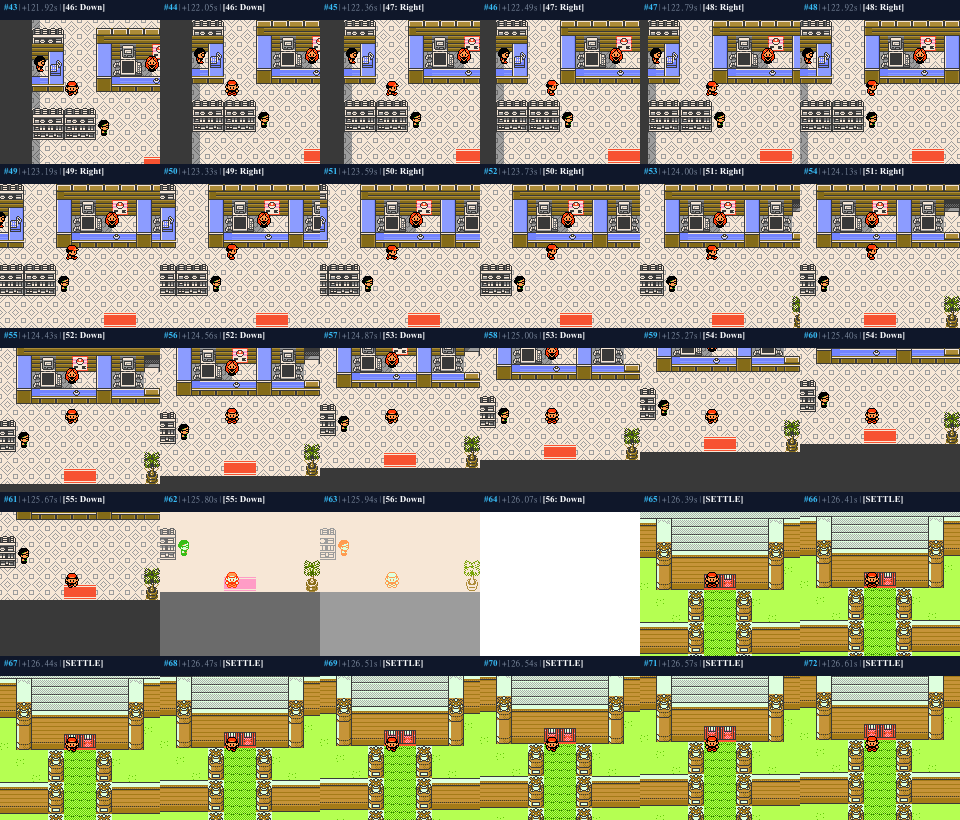 #43 | +121.92s | [46: Down]
#44 | +122.05s | [46: Down]
#45 | +122.36s | [47: Right]
#46 | +122.49s | [47: Right]
#47 | +122.79s | [48: Right]
#48 | +122.92s | [48: Right]
#49 | +123.19s | [49: Right]
#50 | +123.33s | [49: Right]
#51 | +123.59s | [50: Right]
#52 | +123.73s | [50: Right]
#53 | +124.00s | [51: Right]
#54 | +124.13s | [51: Right]
#55 | +124.43s | [52: Down]
#56 | +124.56s | [52: Down]
#57 | +124.87s | [53: Down]
#58 | +125.00s | [53: Down]
#59 | +125.27s | [54: Down]
#60 | +125.40s | [54: Down]
#61 | +125.67s | [55: Down]
#62 | +125.80s | [55: Down]
#63 | +125.94s | [56: Down]
#64 | +126.07s | [56: Down]
#65 | +126.39s | [SETTLE]
#66 | +126.41s | [SETTLE]
#67 | +126.44s | [SETTLE]
#68 | +126.47s | [SETTLE]
#69 | +126.51s | [SETTLE]
#70 | +126.54s | [SETTLE]
#71 | +126.57s | [SETTLE]
#72 | +126.61s | [SETTLE]